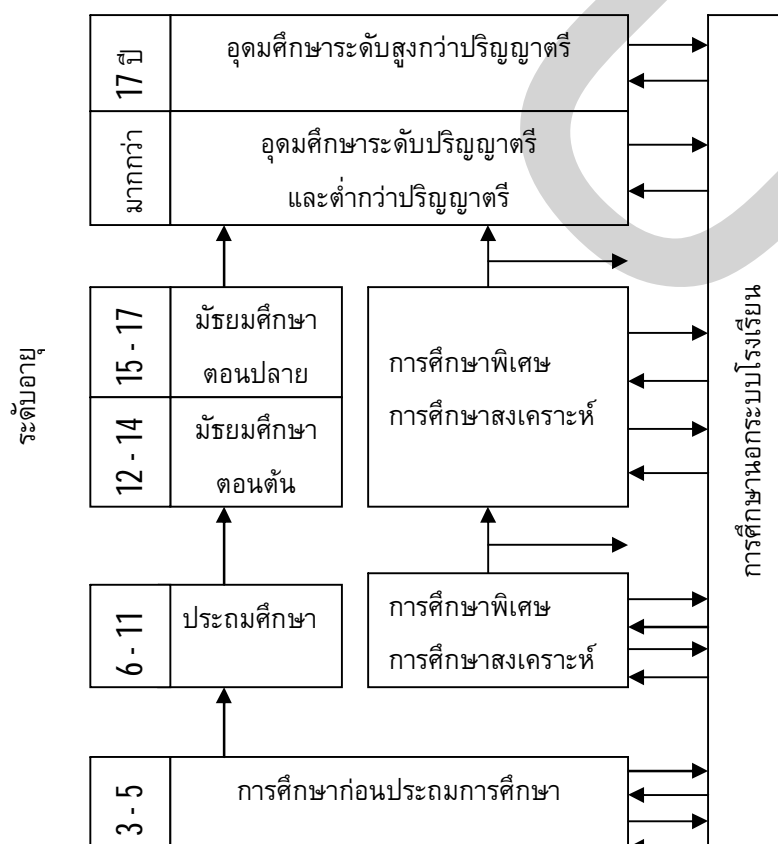 17 ปี
อุดมศึกษาระดับสูงกว่าปริญญาตรี
มากกว่า
อุดมศึกษาระดับปริญญาตรี
และต่ำกว่าปริญญาตรี
ระดับอายุ
15 - 17
มัธยมศึกษา
ตอนปลาย
12 - 14
มัธยมศึกษา
ตอนตัน
การศึกษาพิเศษ
การศึกษาสงเคราะห์
การศึกษานอกระบบโรงเรียน
6 - 11
ประถมศึกษา
การศึกษาพิเศษ
การศึกษาสงเคราะห์
3 - 5
การศึกษาก่อนประถมการศึกษา